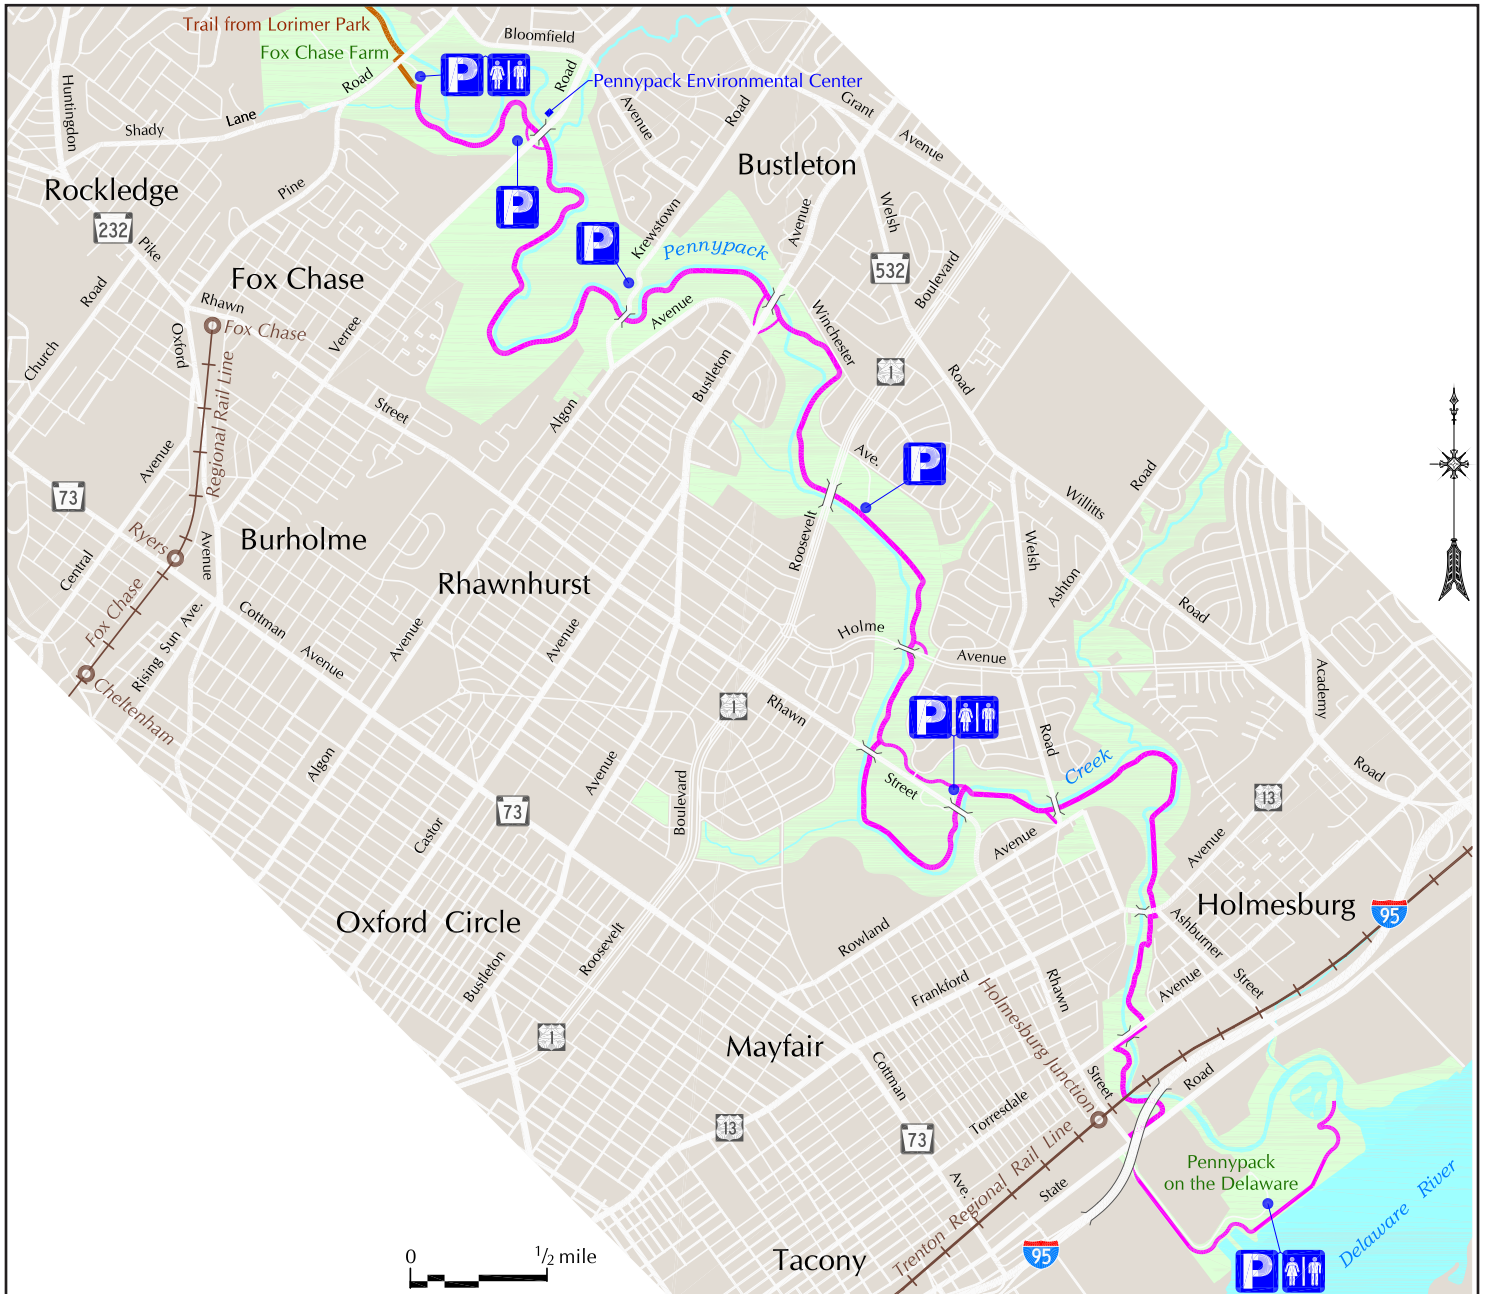 Trail from Lorimer Park
Fox Chase Farm
Bloomfield
Road
P
Road
Pennypack Environmental Center
Huntingdon
Shady
Lane
Avenue
Road
Grant
Avenue
Bustleton
Rockledge
232
Pike
Pine
P
P
Krewstown
Pennypack
Avenue
Welsh
532
Boulevard
Road
Fox Chase
Rhawn
Fox Chase
Oxford
Verree
Avenue
Winchester
Church
Regional Rail Line
Street
Algon
Bustleton
1
Road
Ave.
P
Avenue
73
Road
Willitts
Ryers
Avenue
Burholme
Roosevelt
Welsh
Central
Rhawnhurst
Ashton
Fox Chase
Rising Sun Ave.
Cottman
Avenue
Avenue
Avenue
Holme
Avenue
Road
Cheltenham
1
Rhawn
P
Academy
Road
Algon
Avenue
Boulevard
Street
Creek
Road
13
73
Castor
Avenue
Avenue
Holmesburg
95
Oxford Circle
Ashburner
Street
Rowland
Bustleton
Roosevelt
Frankford
Rhawn
Avenue
Holmesburg Junction
1
Mayfair
Cottman
Street
Road
Torresdale
13
73
Pennypack
on the Delaware
Ave.
State
Trenton Regional Rail Line
Delaware River
0
1/2 mile
Tacony
95
P